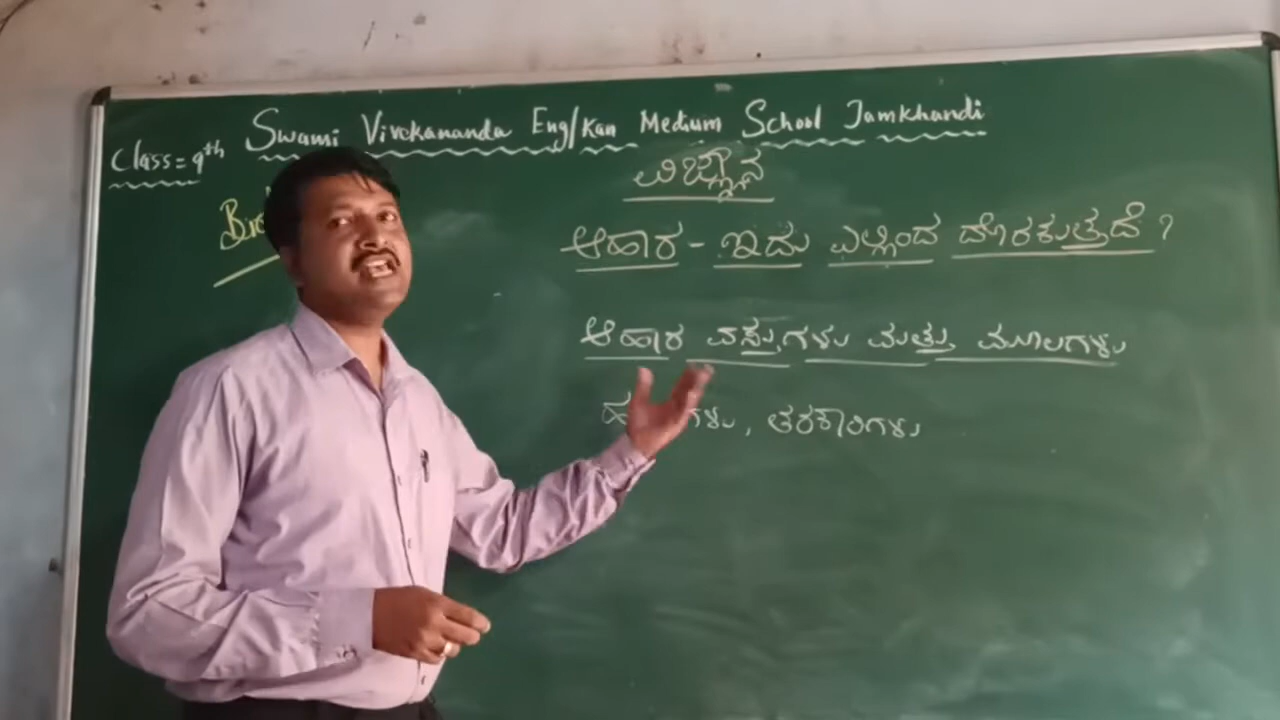 Swami Vivekananda Eng/Kan Medium School Jamkhandi
Class = 9th
ವಿಜ್ಞಾನ
ಆಹಾರ - ಇದು ಎಲ್ಲಿಂದ ದೊರಕುತ್ತದೆ ?
ಆಹಾರ ವಸ್ತುಗಳು ಮತ್ತು ಮೂಲಗಳು
ತರಕಾರಿಗಳು